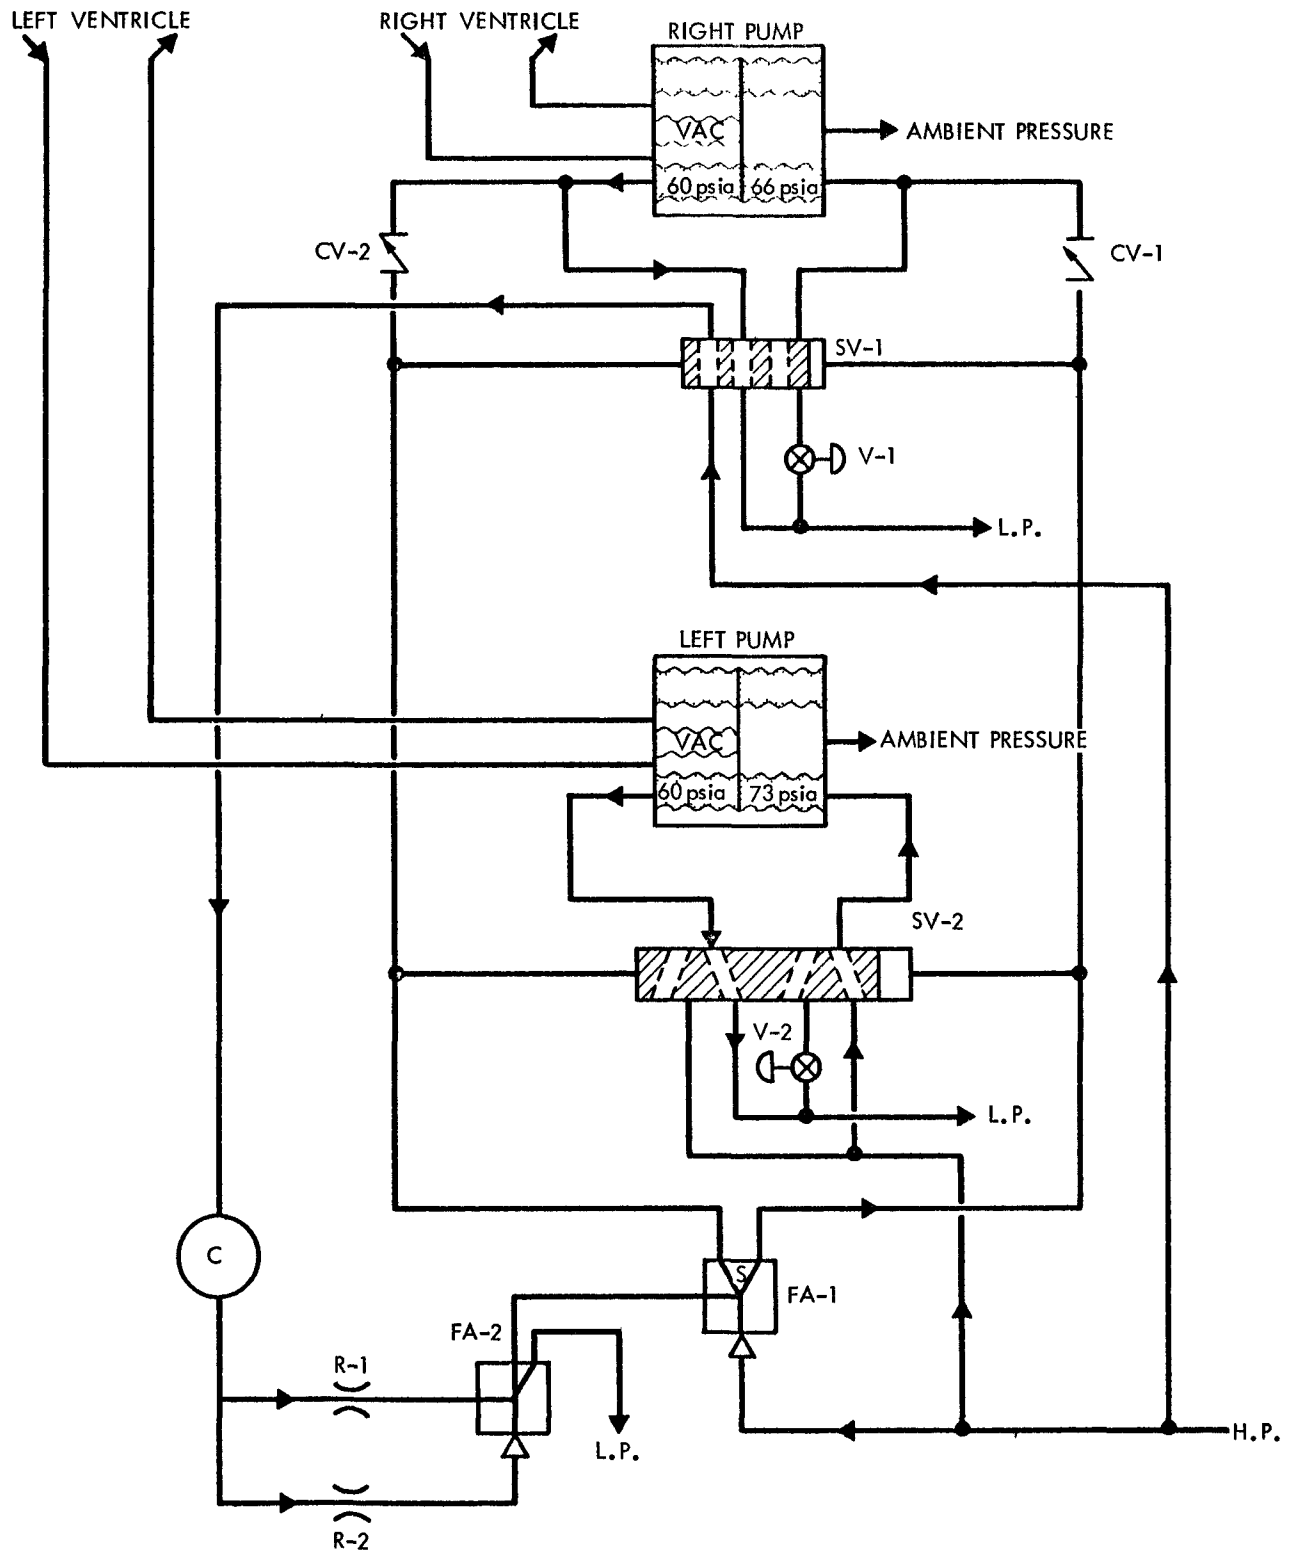 LEFT VENTRICLE
RIGHT VENTRICLE
RIGHT PUMP
VAC
AMBIENT PRESSURE
60 psia
66 psia
CV-2
CV-1
SV-1
V-1
L.P.
LEFT PUMP
VAC
AMBIENT PRESSURE
60 psia
73 psia
SV-2
V-2
L.P.
C
S
FA-1
FA-2
R-1
L.P.
H.P.
R-2